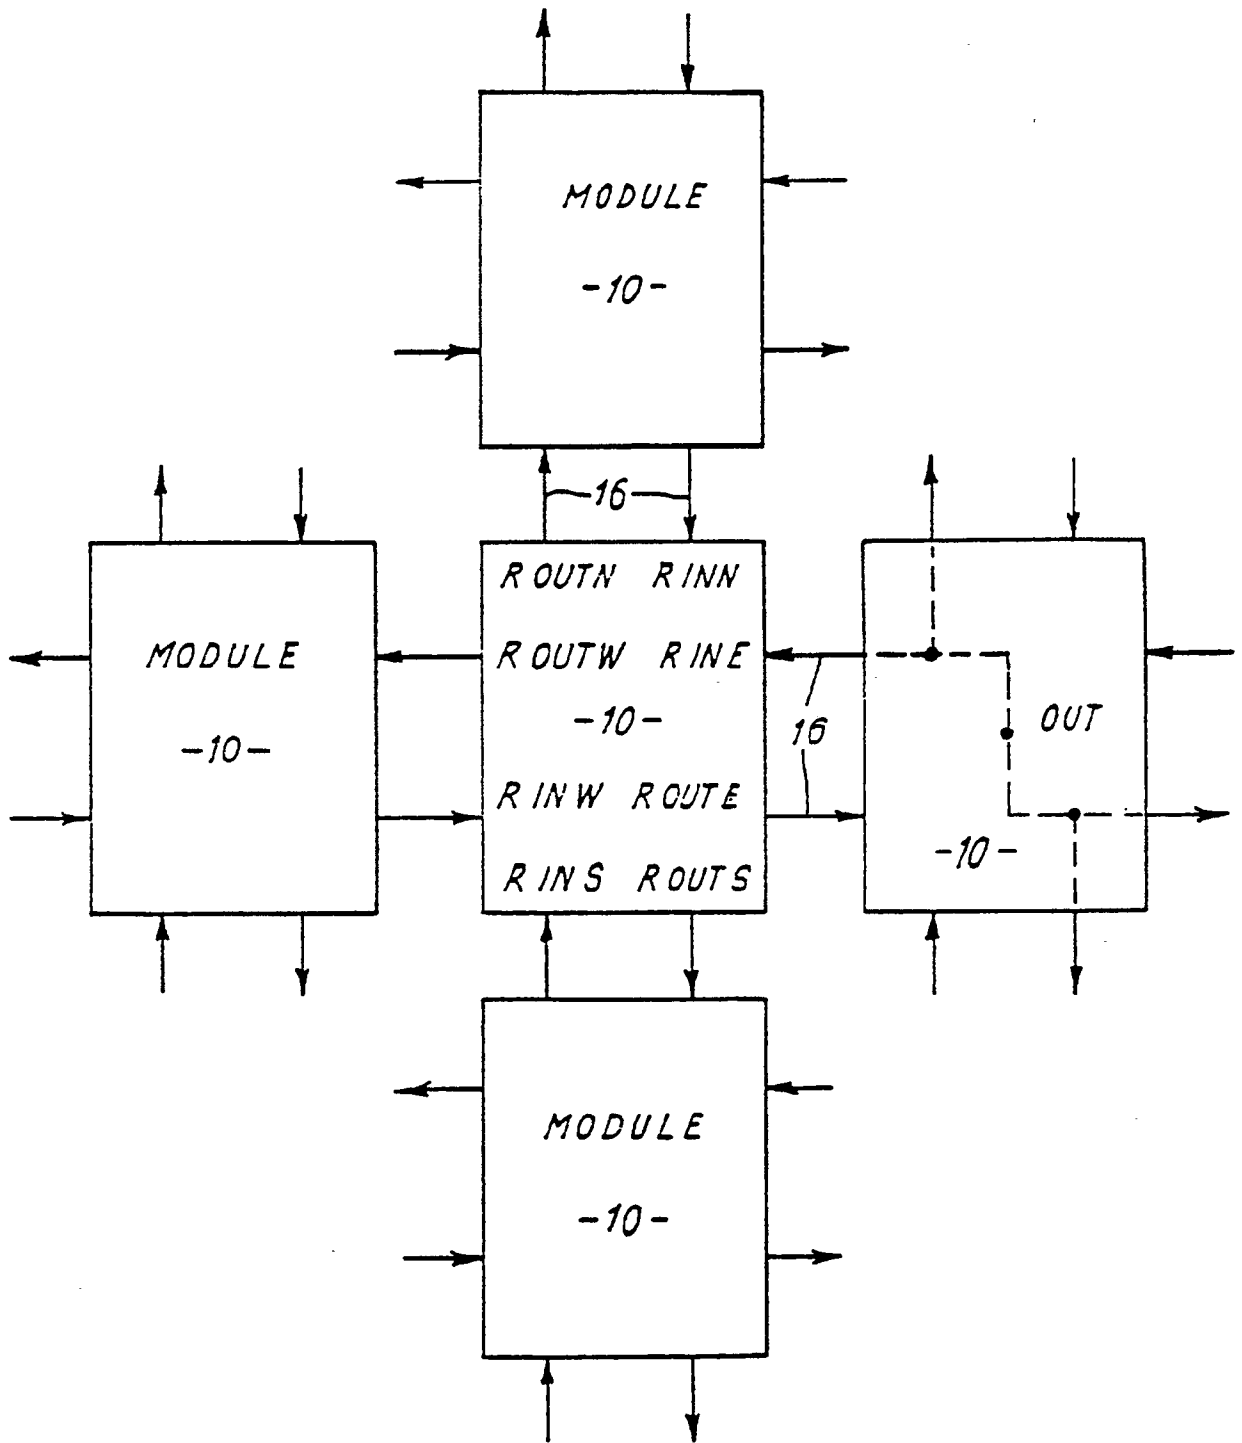 MODULE
-10-
16
ROUTN RINN
MODULE
ROUTW RINE
-10-
-10-
16
OUT
RINW ROUTE
-10-
RINS ROUTS
MODULE
-10-